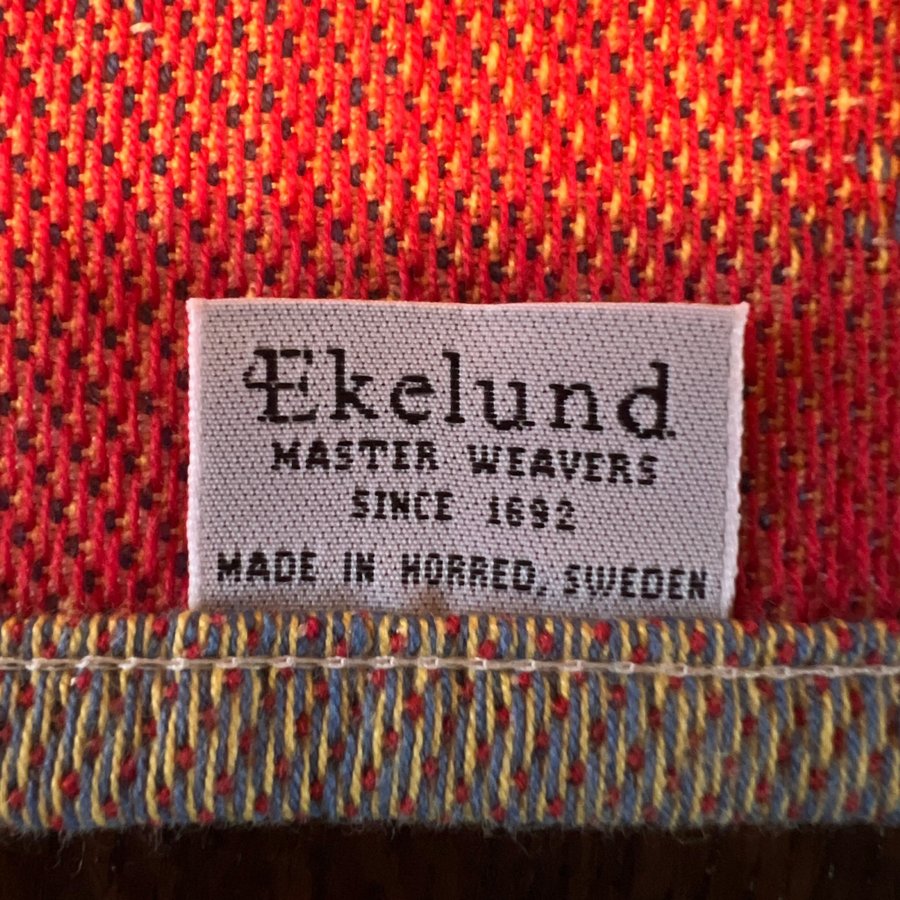 Ekelund
MASTER WEAVERS
SINCE 1692
MADE IN HORRED, SWEDEN